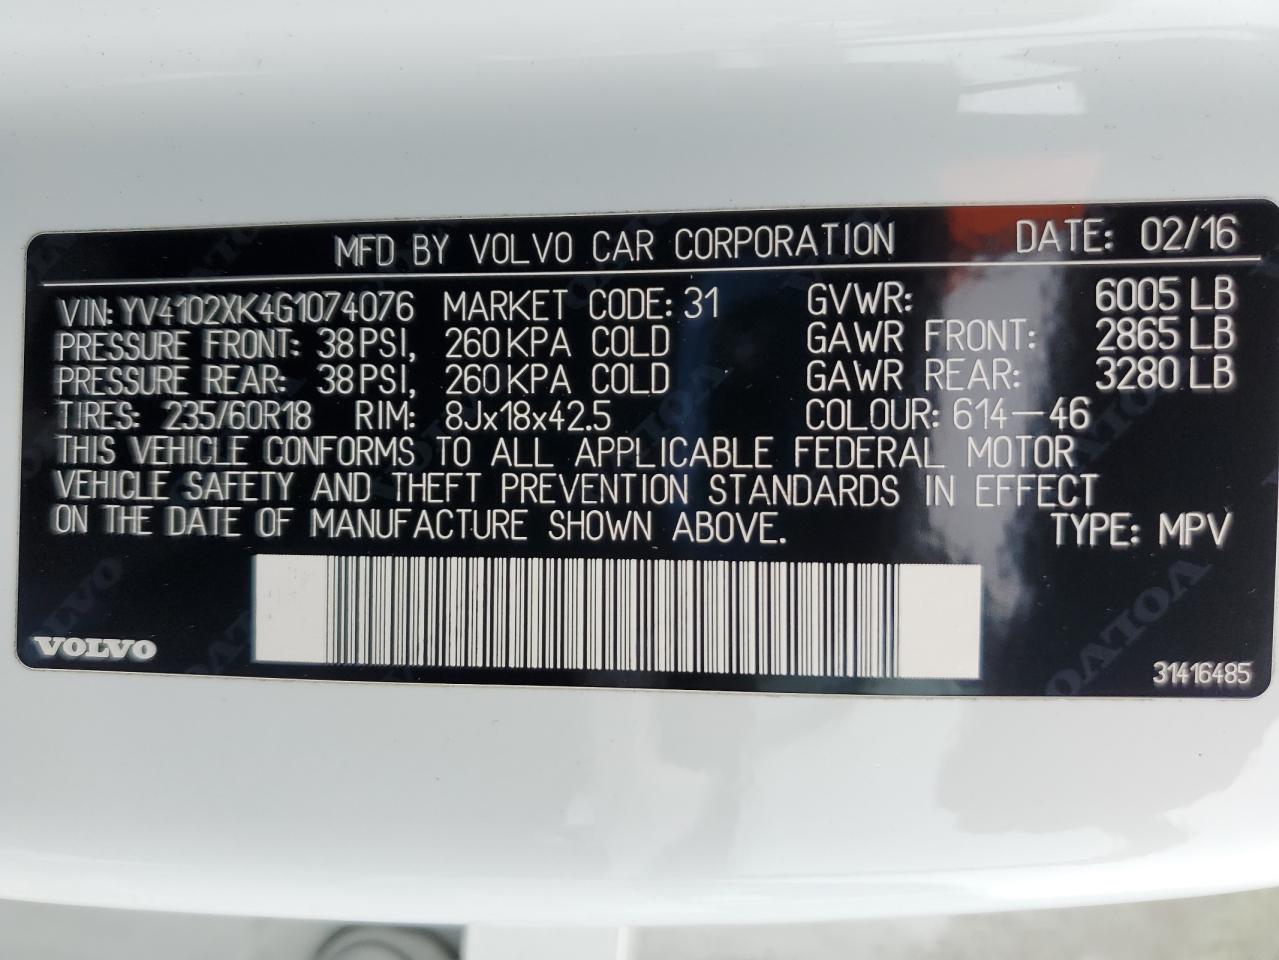 MFD BY VOLVO CAR CORPORATION DATE: 02/16
VIN: YV4102XK4G1074076 MARKET CODE: 31 GVWR: 6005 LB
PRESSURE FRONT: 38 PSI, 260 KPA COLD GAWR FRONT: 2865 LB
PRESSURE REAR: 38 PSI, 260 KPA COLD GAWR REAR: 3280 LB
TIRES: 235/60R18 RIM: 8Jx18x42.5 COLOUR: 614-46
THIS VEHICLE CONFORMS TO ALL APPLICABLE FEDERAL MOTOR
VEHICLE SAFETY AND THEFT PREVENTION STANDARDS IN EFFECT
ON THE DATE OF MANUFACTURE SHOWN ABOVE. TYPE: MPV
VOLVO
31416485